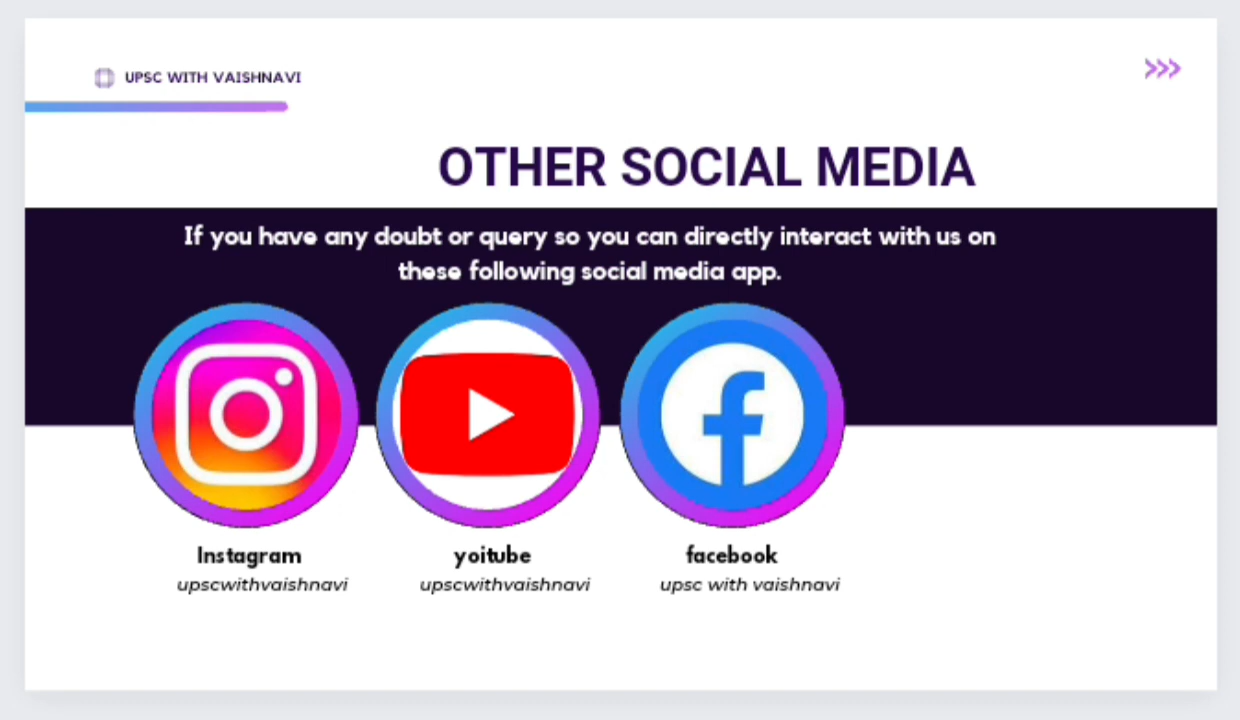 UPSC WITH VAISHNAVI
OTHER SOCIAL MEDIA
If you have any doubt or query so you can directly interact with us on
these following social media app.
Instagram
upscwithvaishnavi
yoitube
upscwithvaishnavi
facebook
upsc with vaishnavi